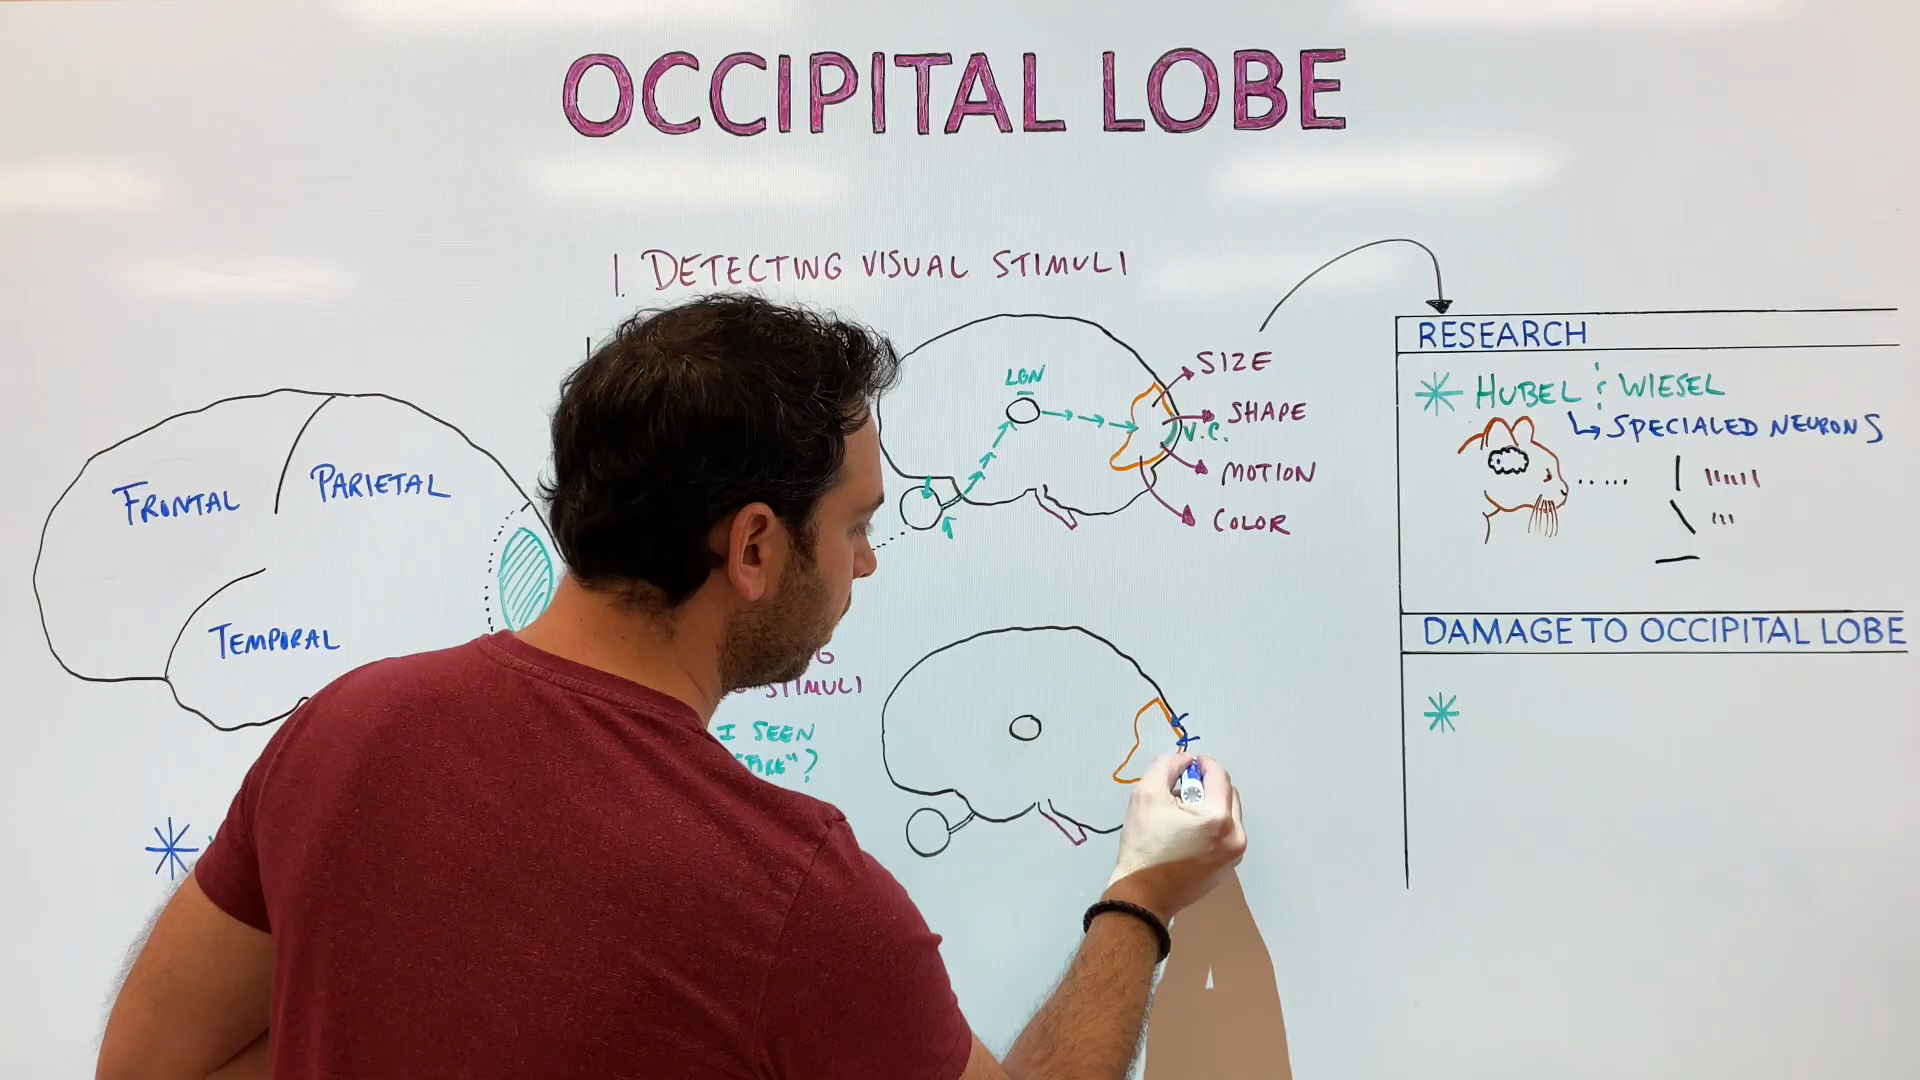 OCCIPITAL LOBE
1. DETECTING VISUAL STIMULI
FRONTAL
PARIETAL
TEMPORAL
LGN
V.C.
SIZE
SHAPE
MOTION
COLOR
STIMULI
I SEEN
RESEARCH
HUBEL & WIESEL
↳ SPECIALED NEURONS
DAMAGE TO OCCIPITAL LOBE